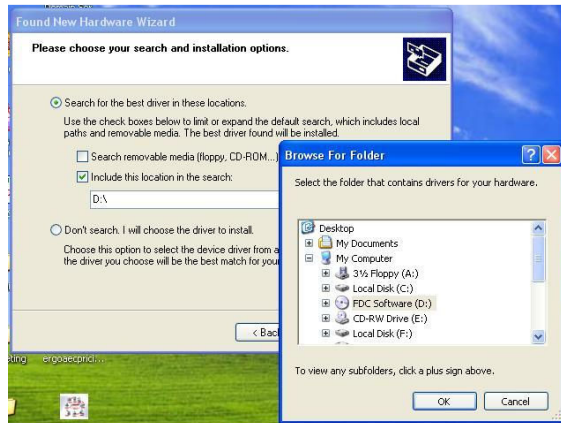 Found New Hardware Wizard
Please choose your search and installation options.
Search for the best driver in these locations.
Use the check boxes below to limit or expand the default search, which includes local
paths and removable media. The best driver found will be installed.
Search removable media (floppy, CD-ROM...)
Include this location in the search:
D:\
Don't search. I will choose the driver to install.
Choose this option to select the device driver from a
the driver you choose will be the best match for your
< Bac
Browse For Folder
Select the folder that contains drivers for your hardware.
Desktop
My Documents
My Computer
3½ Floppy (A:)
Local Disk (C:)
FDC Software (D:)
CD-RW Drive (E:)
Local Disk (F:)
To view any subfolders, click a plus sign above.
OK
Cancel
eting
ergoaecpricl...